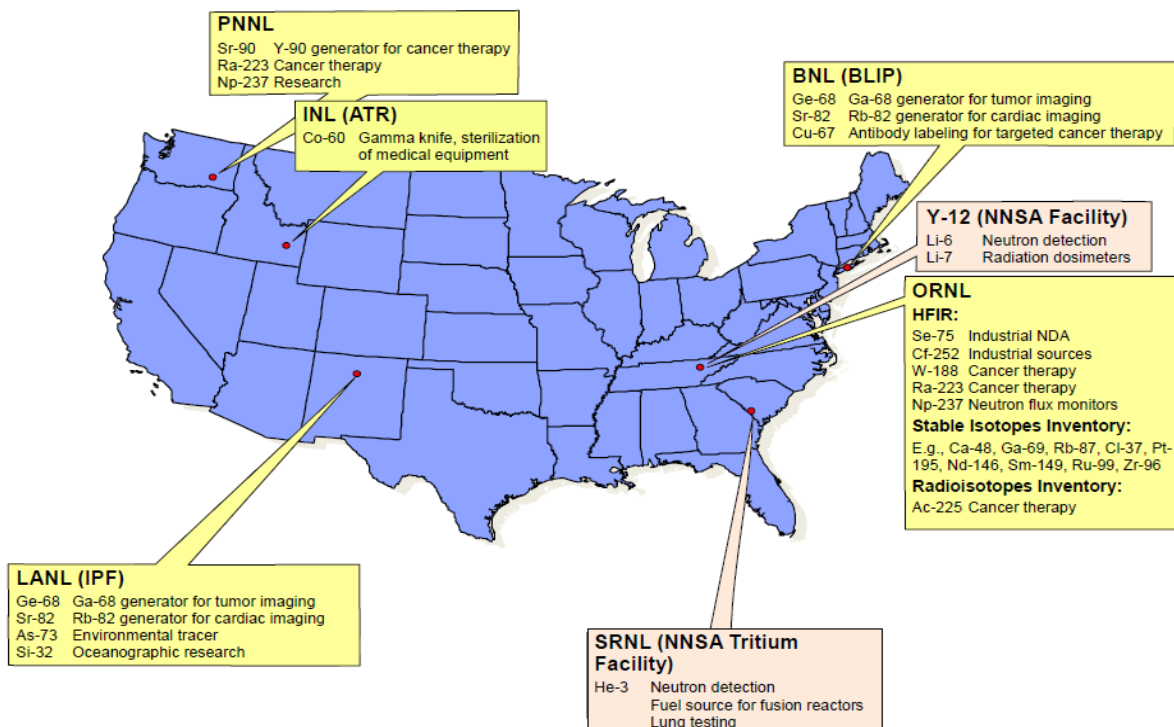 PNNL
Sr-90 Y-90 generator for cancer therapy
Ra-223 Cancer therapy
Np-237 Research
INL (ATR)
Co-60 Gamma knife, sterilization
of medical equipment
BNL (BLIP)
Ge-68 Ga-68 generator for tumor imaging
Sr-82 Rb-82 generator for cardiac imaging
Cu-67 Antibody labeling for targeted cancer therapy
Y-12 (NNSA Facility)
Li-6 Neutron detection
Li-7 Radiation dosimeters
ORNL
HFIR:
Se-75 Industrial NDA
Cf-252 Industrial sources
W-188 Cancer therapy
Ra-223 Cancer therapy
Np-237 Neutron flux monitors
Stable Isotopes Inventory:
E.g., Ca-48, Ga-69, Rb-87, Cl-37, Pt-
195, Nd-146, Sm-149, Ru-99, Zr-96
Radioisotopes Inventory:
Ac-225 Cancer therapy
LANL (IPF)
Ge-68 Ga-68 generator for tumor imaging
Sr-82 Rb-82 generator for cardiac imaging
As-73 Environmental tracer
Si-32 Oceanographic research
SRNL (NNSA Tritium
Facility)
He-3 Neutron detection
Fuel source for fusion reactors
Lung testing